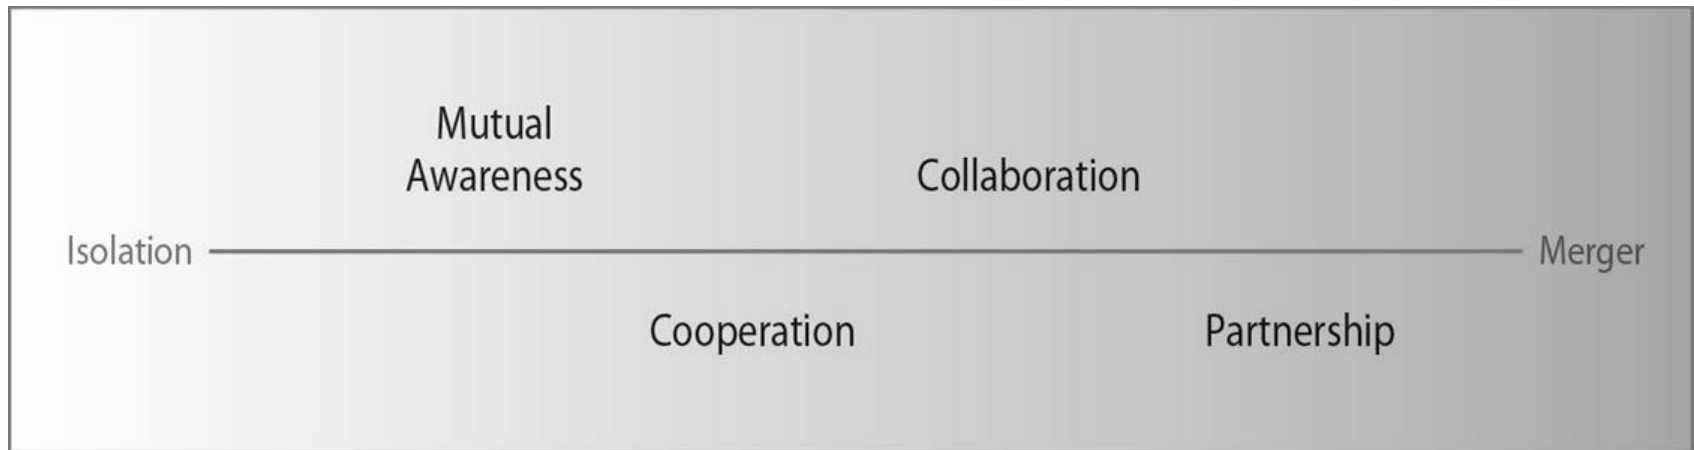 Mutual
Awareness
Collaboration
Isolation
Merger
Cooperation
Partnership